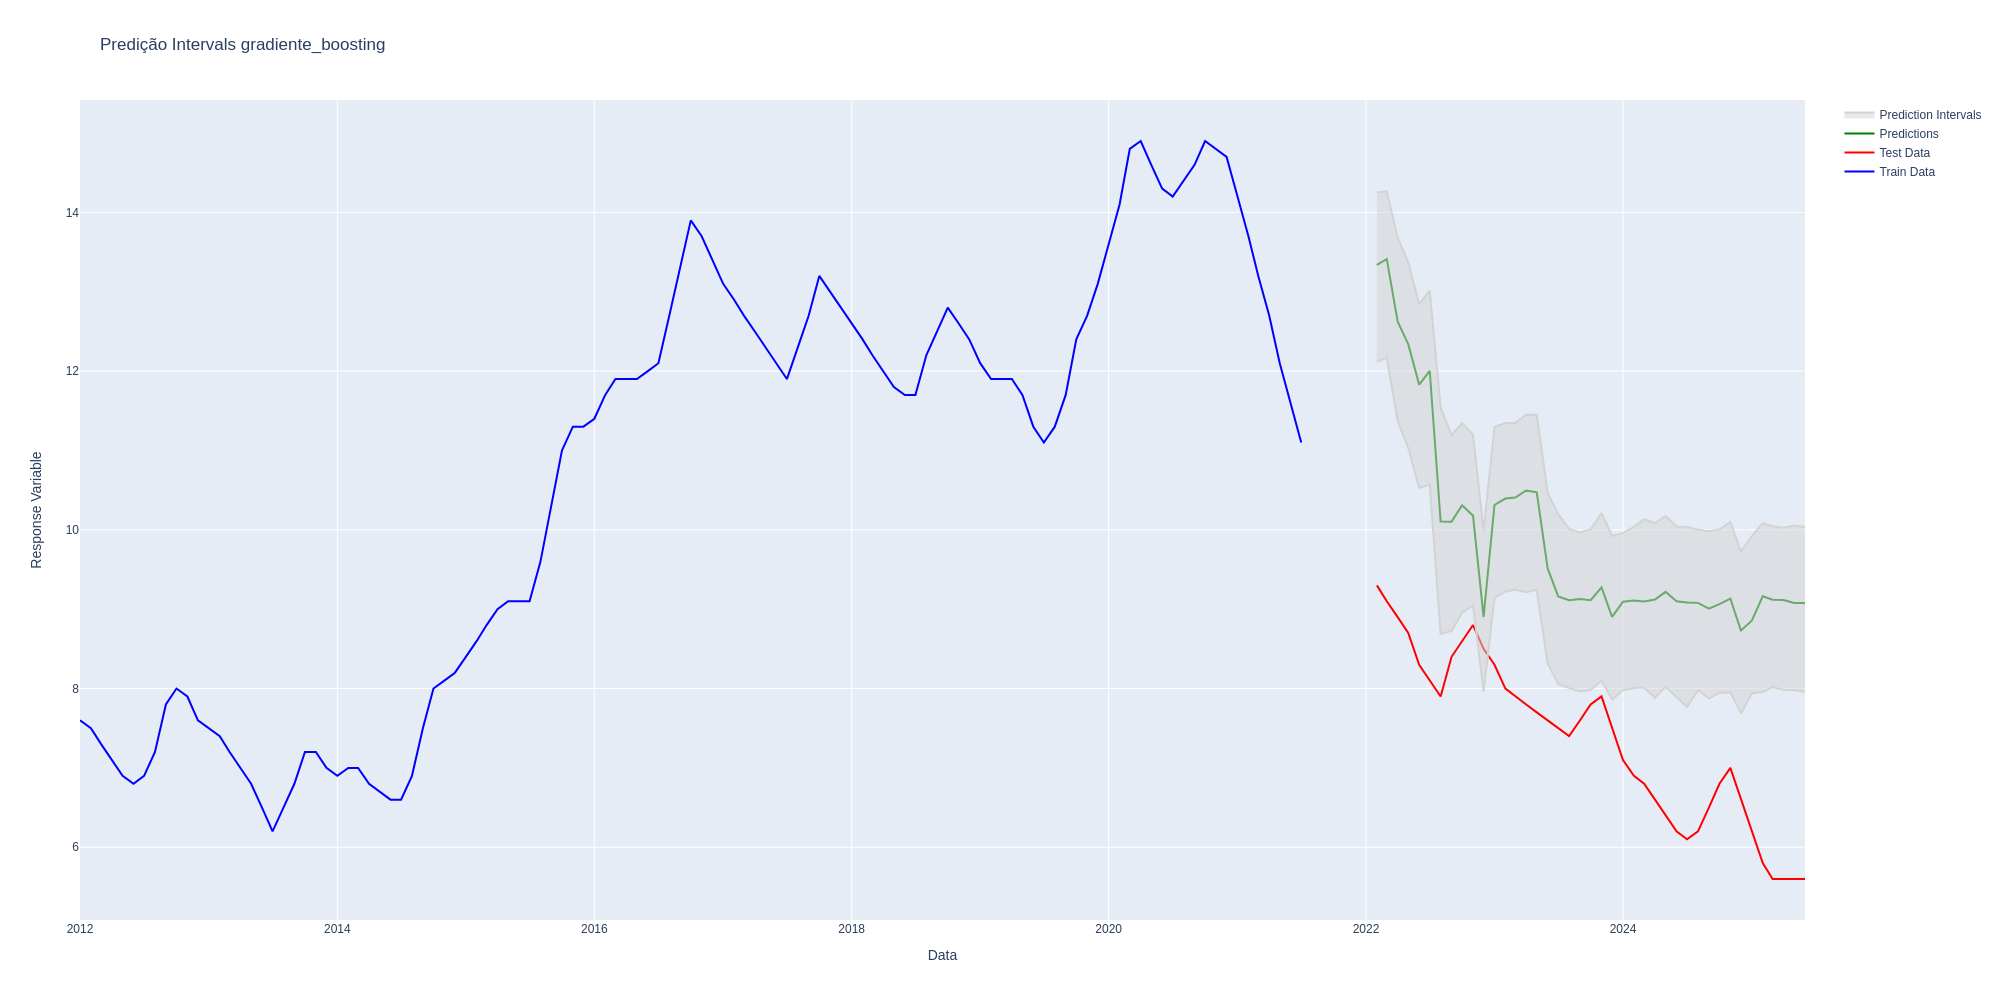 Predição Intervals gradiente_boosting
Prediction Intervals
Predictions
Test Data
Train Data
Response Variable
14
12
10
8
6
2012
2014
2016
2018
2020
2022
2024
Data